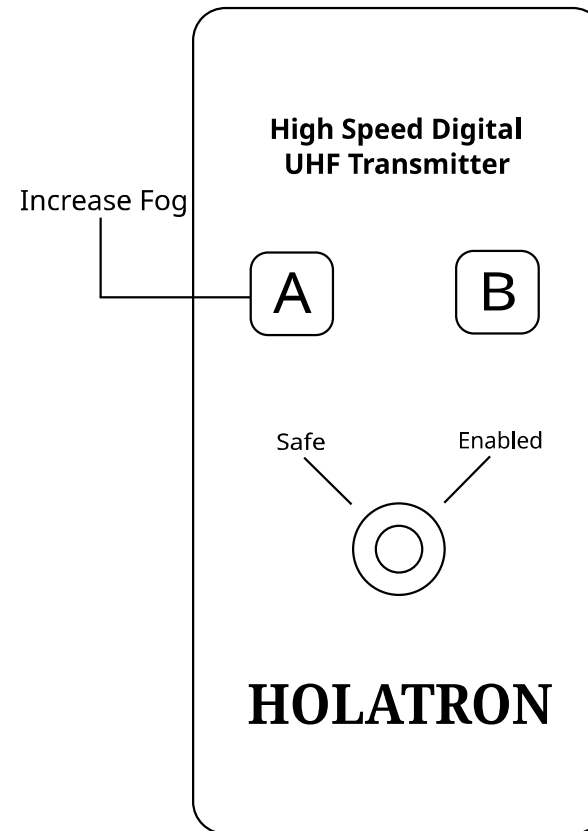 High Speed Digital
UHF Transmitter
Increase Fog
A B
Safe Enabled
HOLATRON